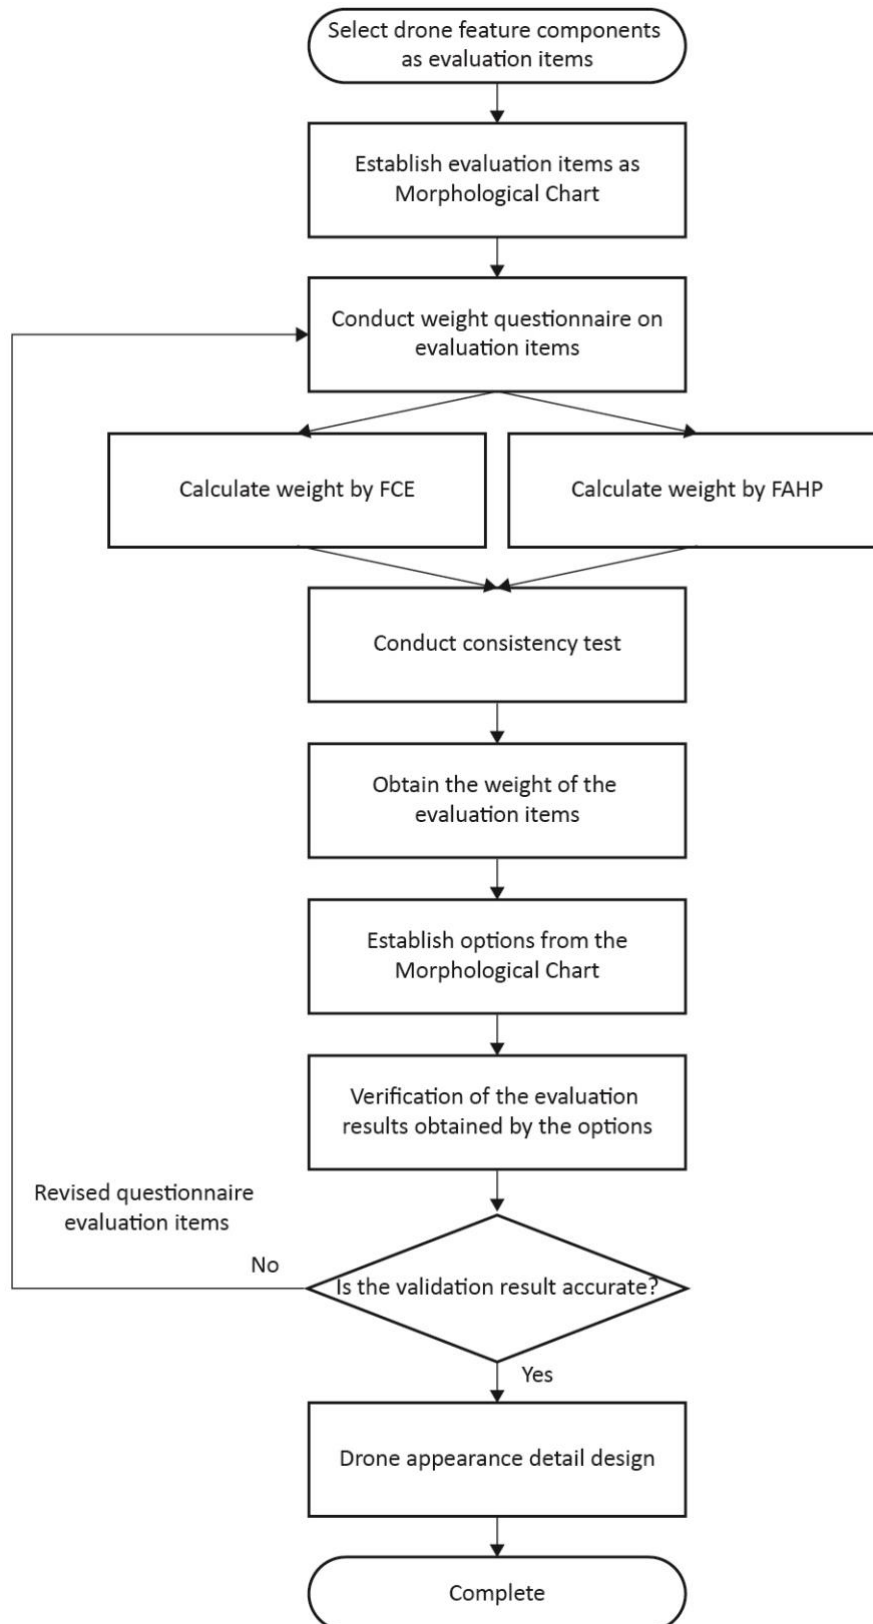 Select drone feature components
as evaluation items
Establish evaluation items as
Morphological Chart
Conduct weight questionnaire on
evaluation items
Calculate weight by FCE
Calculate weight by FAHP
Conduct consistency test
Obtain the weight of the
evaluation items
Establish options from the
Morphological Chart
Verification of the evaluation
results obtained by the options
Revised questionnaire
evaluation items
No
Is the validation result accurate?
Yes
Drone appearance detail design
Complete